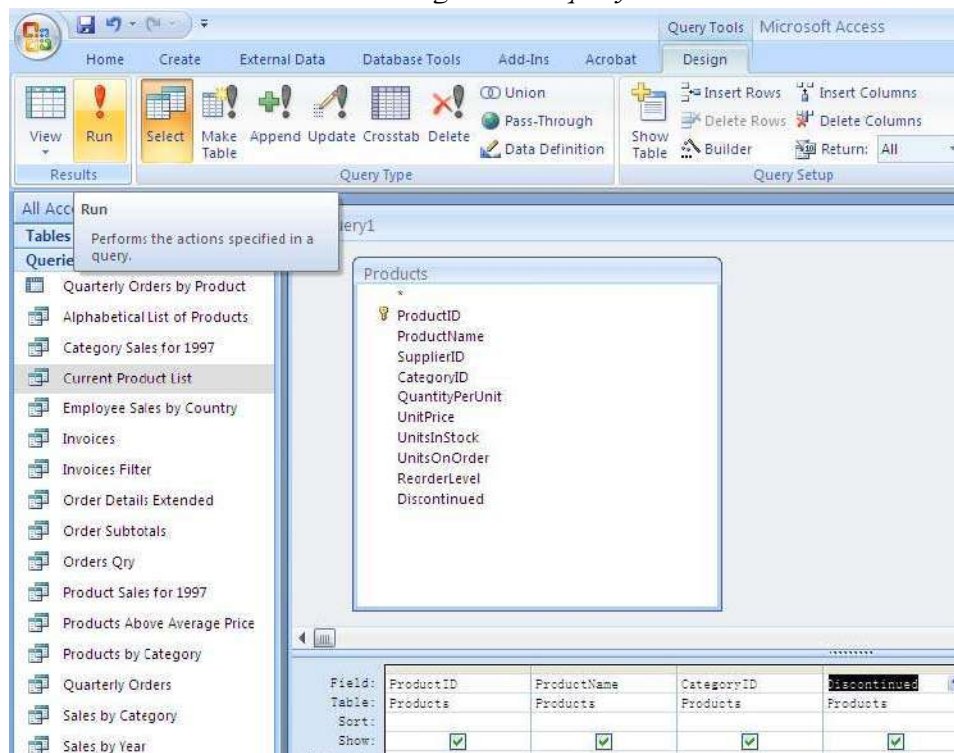 Query Tools Microsoft Access
Home Create External Data Database Tools Add-Ins Acrobat Design
View Run Select Make Table Append Update Crosstab Delete
Union
Pass-Through
Data Definition
Show Table
Insert Rows
Delete Rows
Builder
Insert Columns
Delete Columns
Return: All
Results Query Type Query Setup
All Acc
Tables
Querie
Run
Performs the actions specified in a
query.
ery1
Quarterly Orders by Product
Alphabetical List of Products
Category Sales for 1997
Current Product List
Employee Sales by Country
Invoices
Invoices Filter
Order Details Extended
Order Subtotals
Orders Qry
Product Sales for 1997
Products Above Average Price
Products by Category
Quarterly Orders
Sales by Category
Sales by Year
Products
*
ProductID
ProductName
SupplierID
CategoryID
QuantityPerUnit
UnitPrice
UnitsInStock
UnitsOnOrder
ReorderLevel
Discontinued
Field: ProductID ProductName CategoryID Discontinued
Table: Products Products Products Products
Sort:
Show: